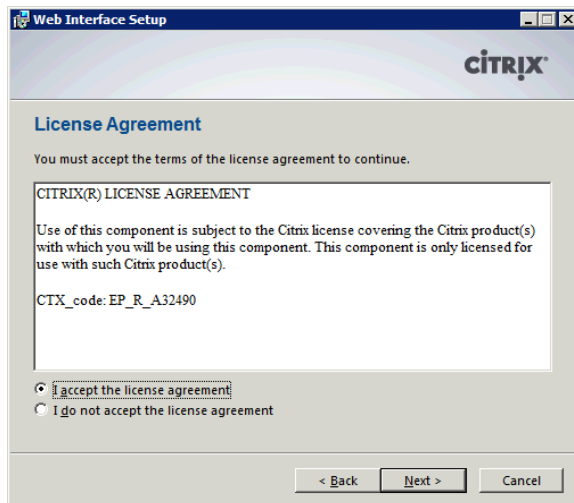 Web Interface Setup
CİTRIX®
License Agreement
You must accept the terms of the license agreement to continue.
CITRIX(R) LICENSE AGREEMENT
Use of this component is subject to the Citrix license covering the Citrix product(s)
with which you will be using this component. This component is only licensed for
use with such Citrix product(s).
CTX_code: EP_R_A32490
I accept the license agreement
I do not accept the license agreement
< Back Next > Cancel